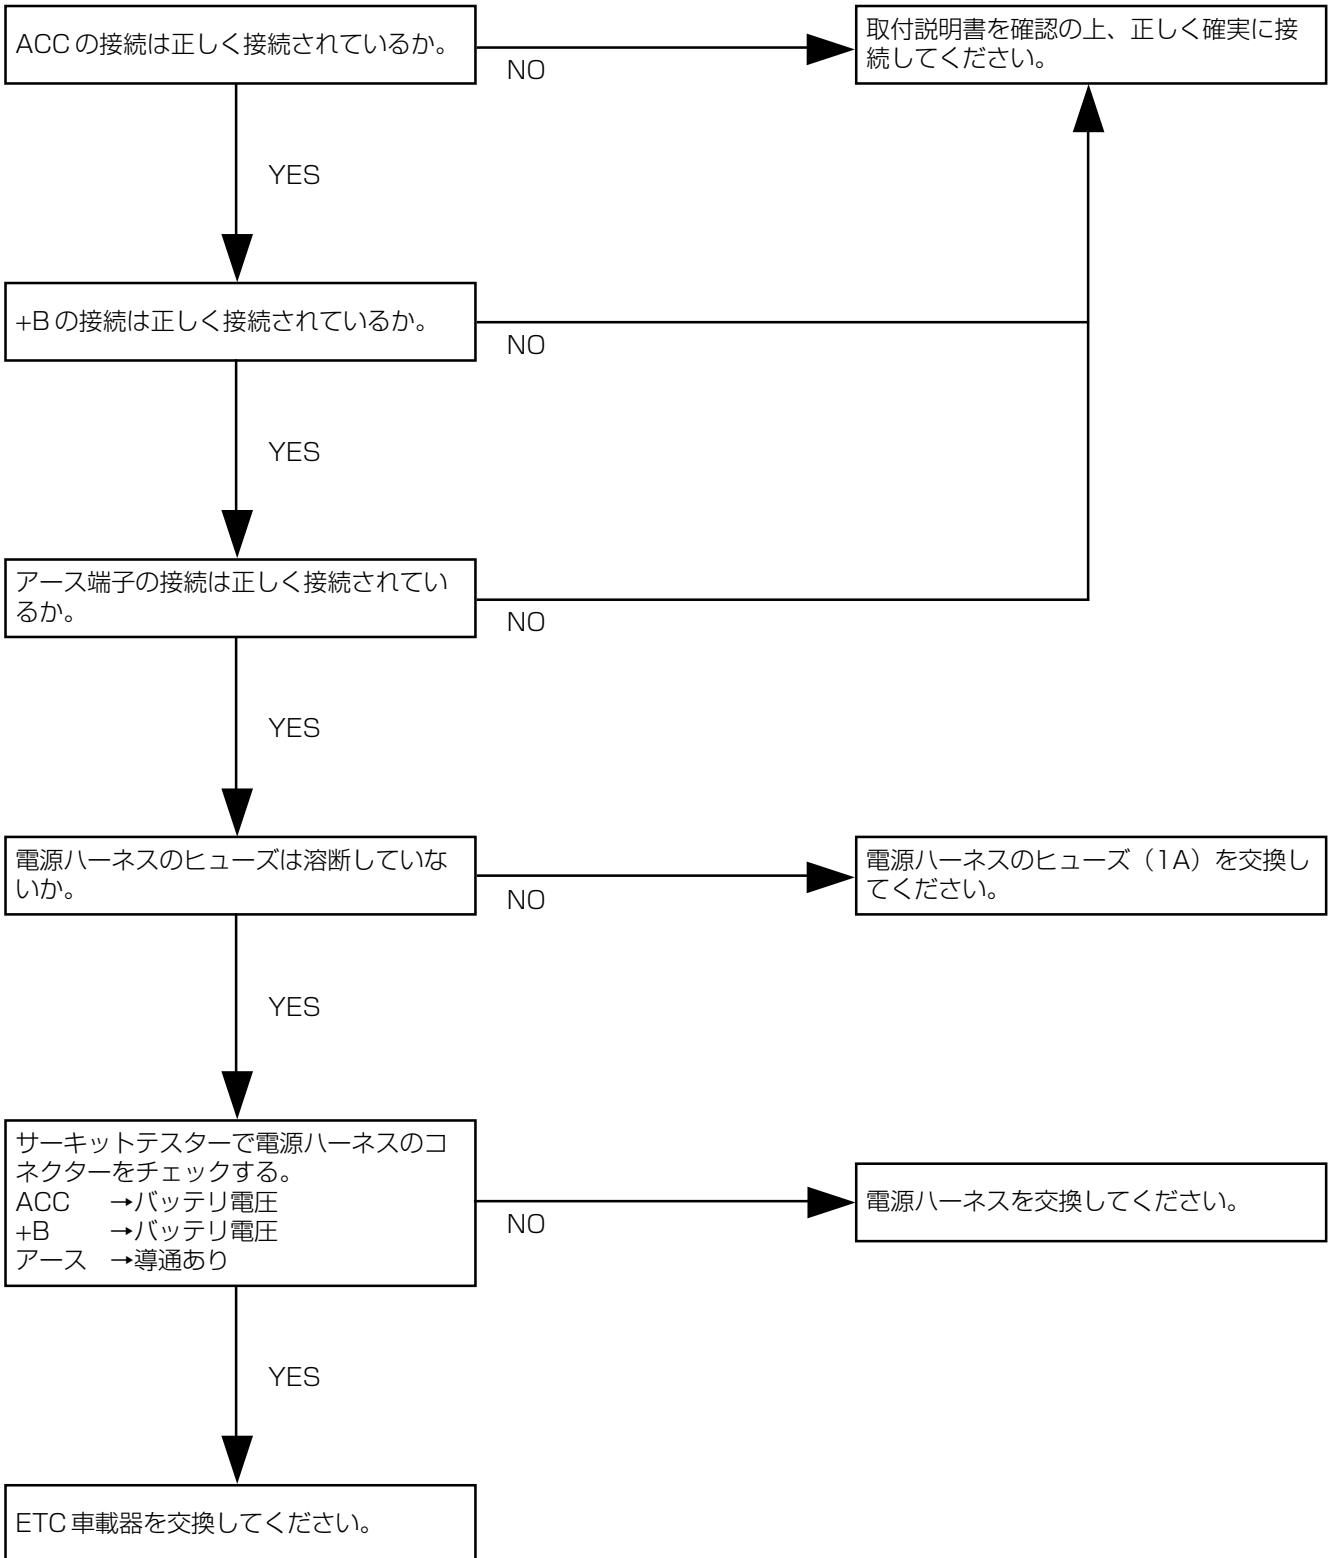 ACC の接続は正しく接続されているか。
NO
取付説明書を確認の上、正しく確実に接
続してください。
YES
+B の接続は正しく接続されているか。
NO
YES
アース端子の接続は正しく接続されてい
るか。
NO
YES
電源ハーネスのヒューズは溶断していな
いか。
NO
電源ハーネスのヒューズ（1A）を交換し
てください。
YES
サーキットテスターで電源ハーネスのコ
ネクターをチェックする。
ACC →バッテリ電圧
+B →バッテリ電圧
アース →導通あり
NO
電源ハーネスを交換してください。
YES
ETC 車載器を交換してください。